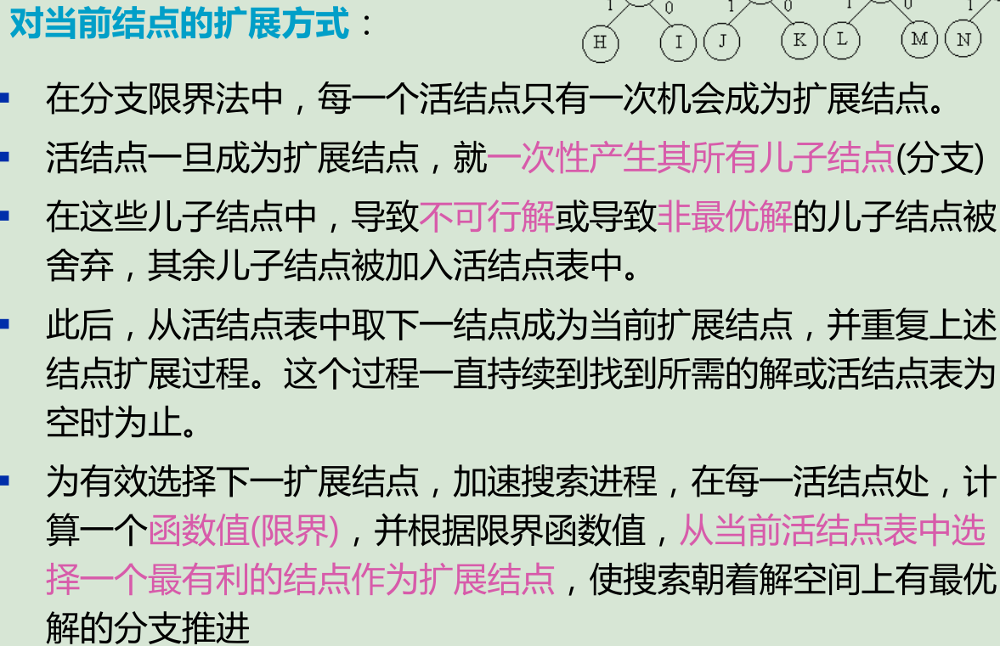 对当前结点的扩展方式：
1 0 1 0 1 0 1
H I J K L M N
在分支限界法中，每一个活结点只有一次机会成为扩展结点。
活结点一旦成为扩展结点，就一次性产生其所有儿子结点(分支)
在这些儿子结点中，导致不可行解或导致非最优解的儿子结点被
舍弃，其余儿子结点被加入活结点表中。
此后，从活结点表中取下一结点成为当前扩展结点，并重复上述
结点扩展过程。这个过程一直持续到找到所需的解或活结点表为
空时为止。
为有效选择下一扩展结点，加速搜索进程，在每一活结点处，计
算一个函数值(限界)，并根据限界函数值，从当前活结点表中选
择一个最有利的结点作为扩展结点，使搜索朝着解空间上有最优
解的分支推进